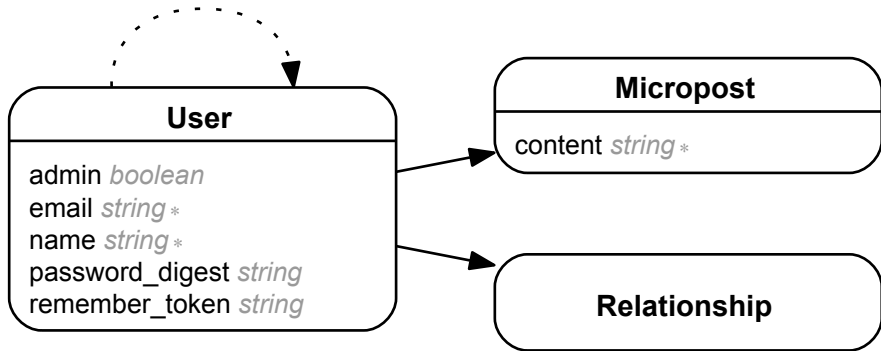 User
admin boolean
email string *
name string *
password_digest string
remember_token string
Micropost
content string *
Relationship